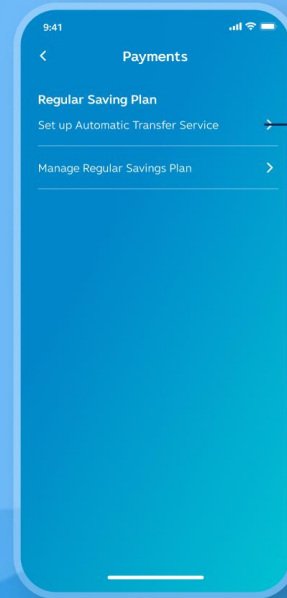 9:41
Payments
Regular Saving Plan
Set up Automatic Transfer Service
Manage Regular Savings Plan